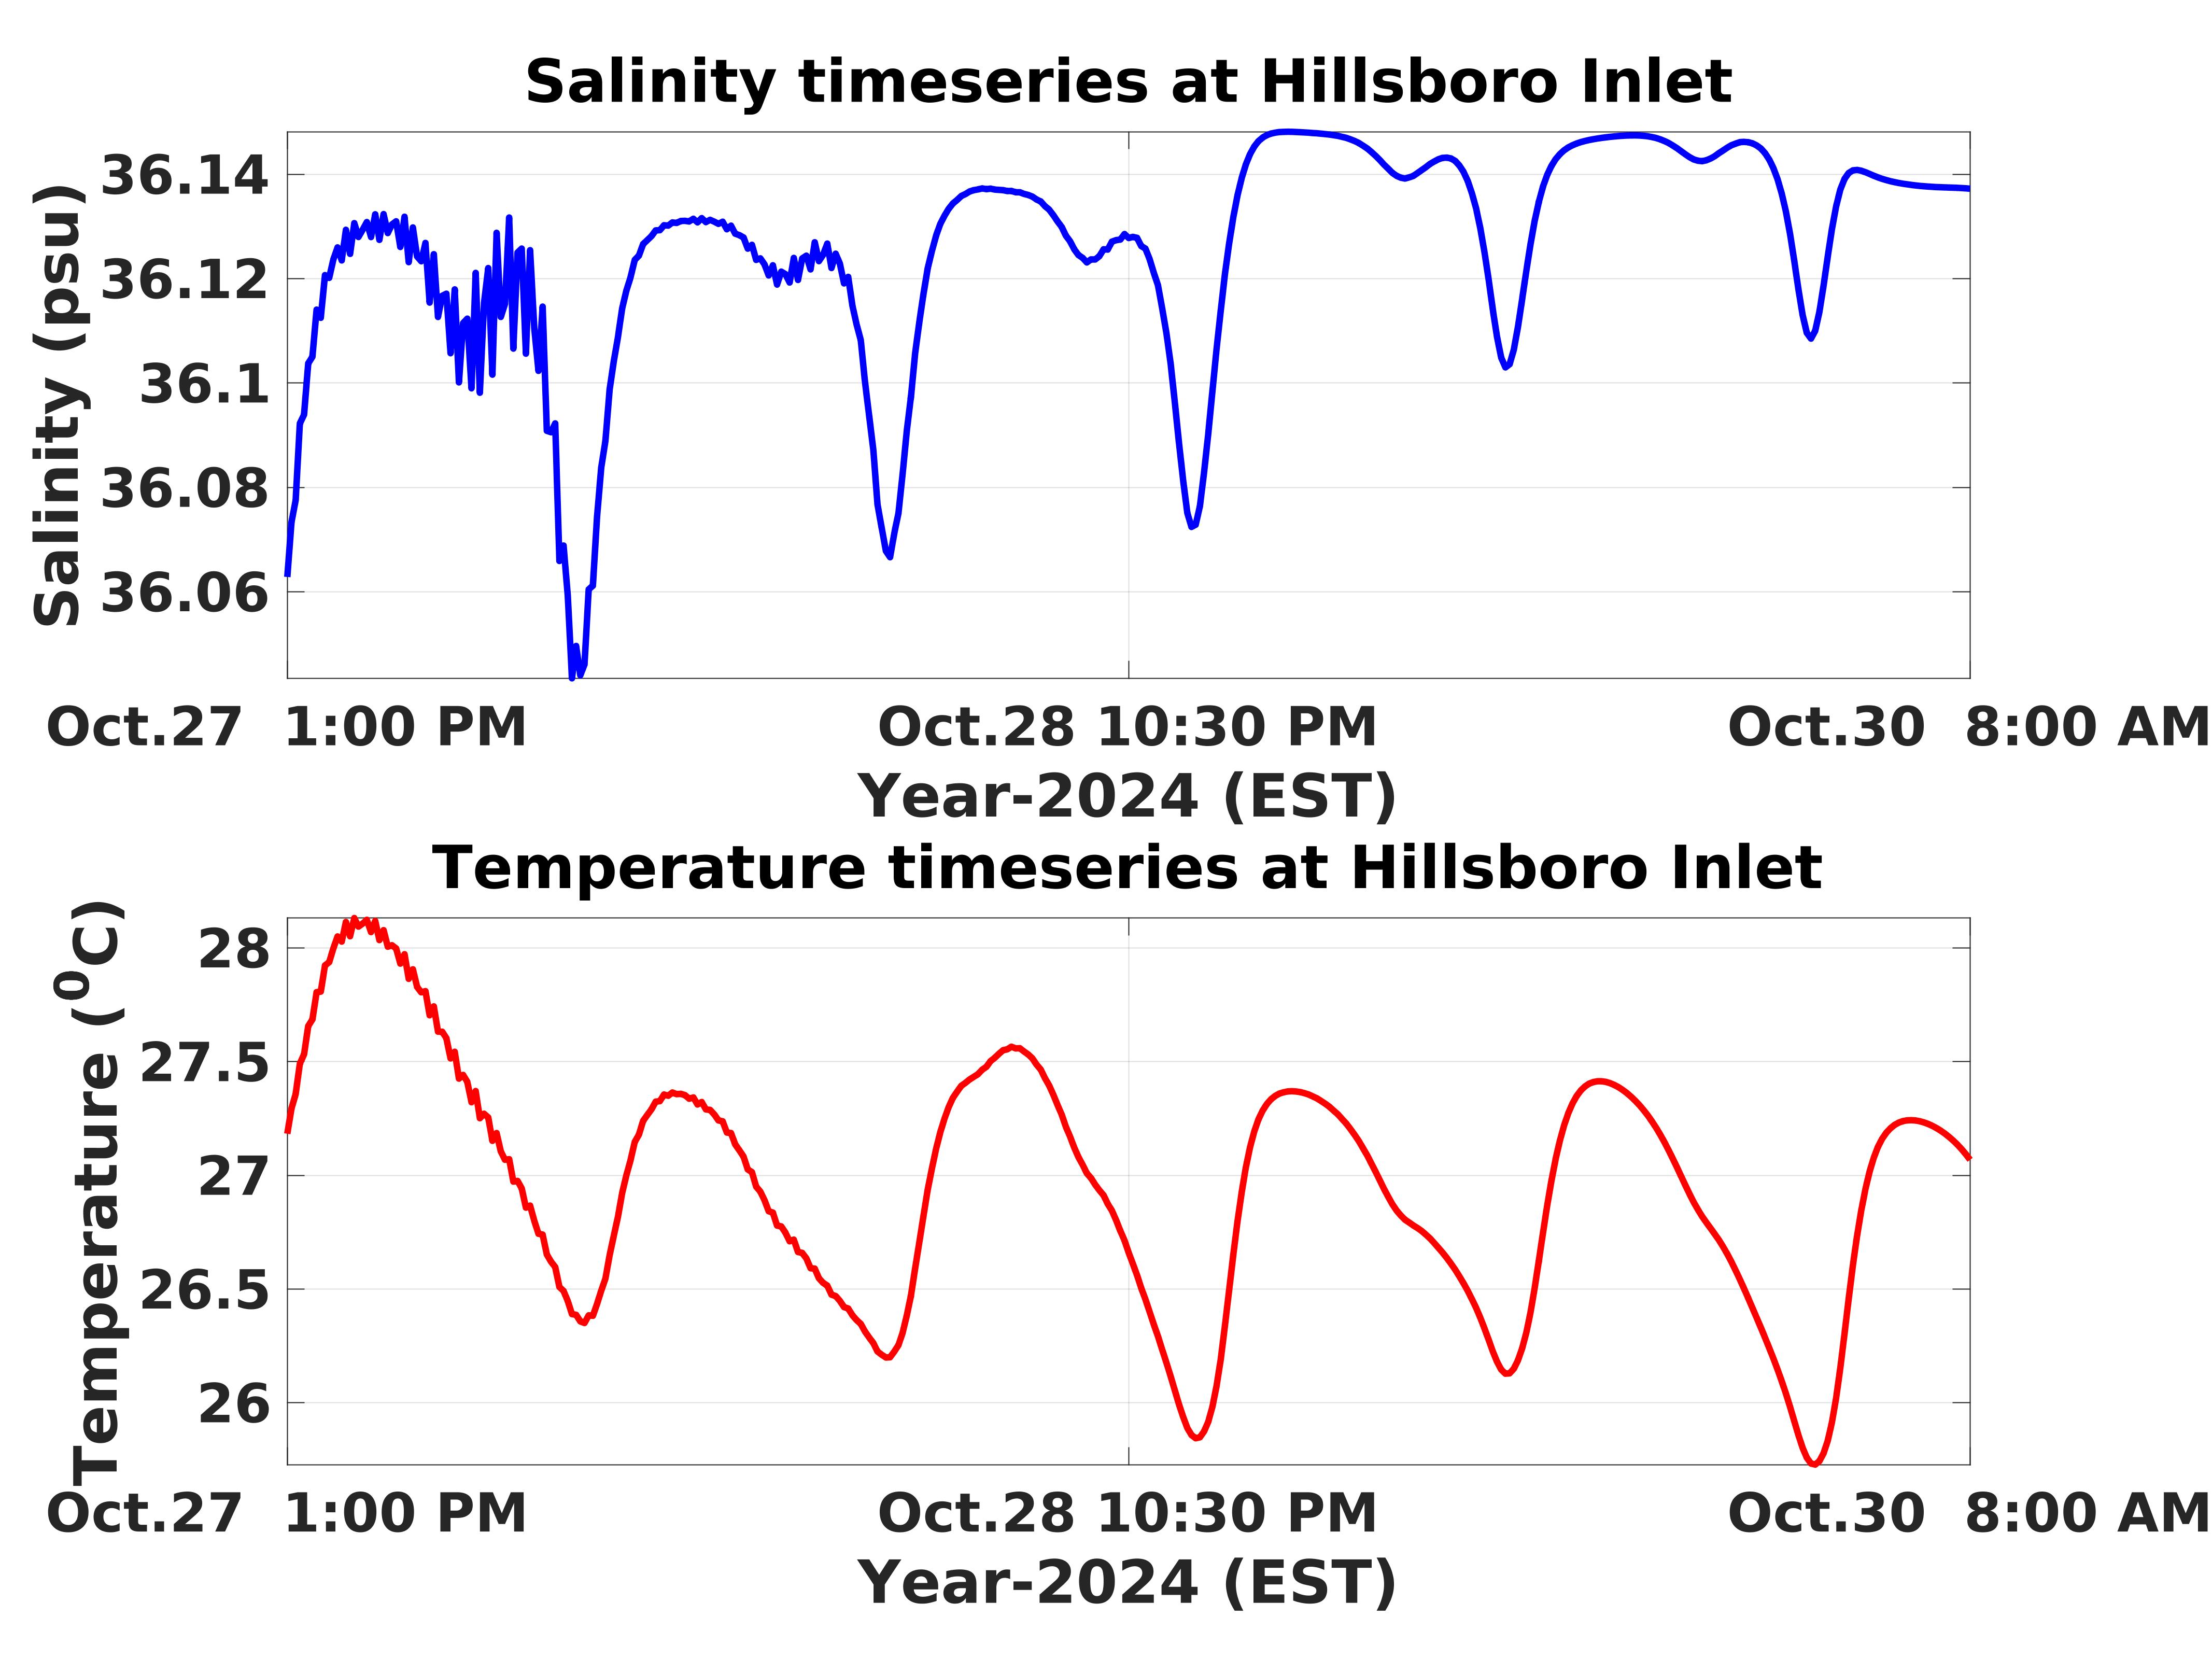 Salinity timeseries at Hillsboro Inlet
Salinity (psu)
36.14
36.12
36.1
36.08
36.06
Oct.27 1:00 PM Oct.28 10:30 PM Oct.30 8:00 AM
Year-2024 (EST)
Temperature timeseries at Hillsboro Inlet
Temperature (⁰C)
28
27.5
27
26.5
26
Oct.27 1:00 PM Oct.28 10:30 PM Oct.30 8:00 AM
Year-2024 (EST)